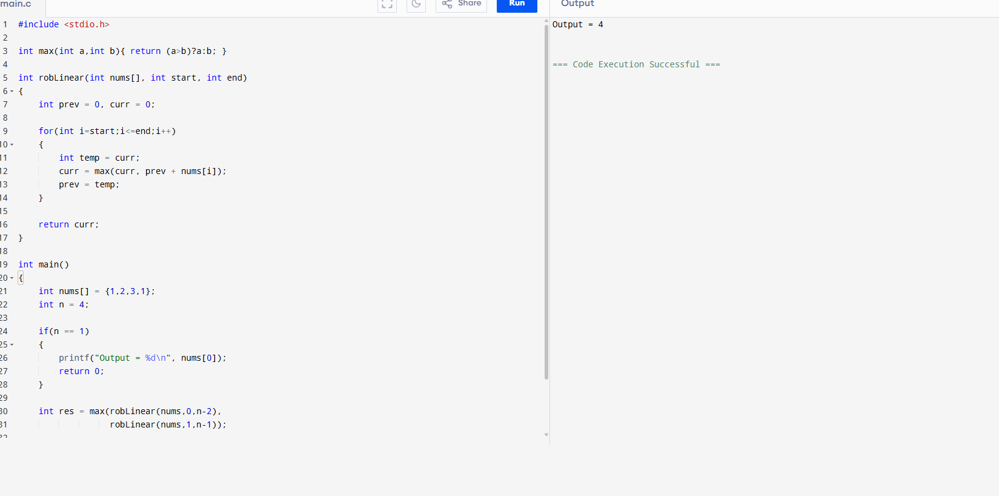 main.c
Share
Run
Output
1 #include <stdio.h>
2
3 int max(int a,int b){ return (a>b)?a:b; }
4
5 int robLinear(int nums[], int start, int end)
6 {
7     int prev = 0, curr = 0;
8
9     for(int i=start;i<=end;i++)
10     {
11         int temp = curr;
12         curr = max(curr, prev + nums[i]);
13         prev = temp;
14     }
15
16     return curr;
17 }
18
19 int main()
20 {
21     int nums[] = {1,2,3,1};
22     int n = 4;
23
24     if(n == 1)
25     {
26         printf("Output = %d\n", nums[0]);
27         return 0;
28     }
29
30     int res = max(robLinear(nums,0,n-2),
31                   robLinear(nums,1,n-1));
32
Output = 4
=== Code Execution Successful ===